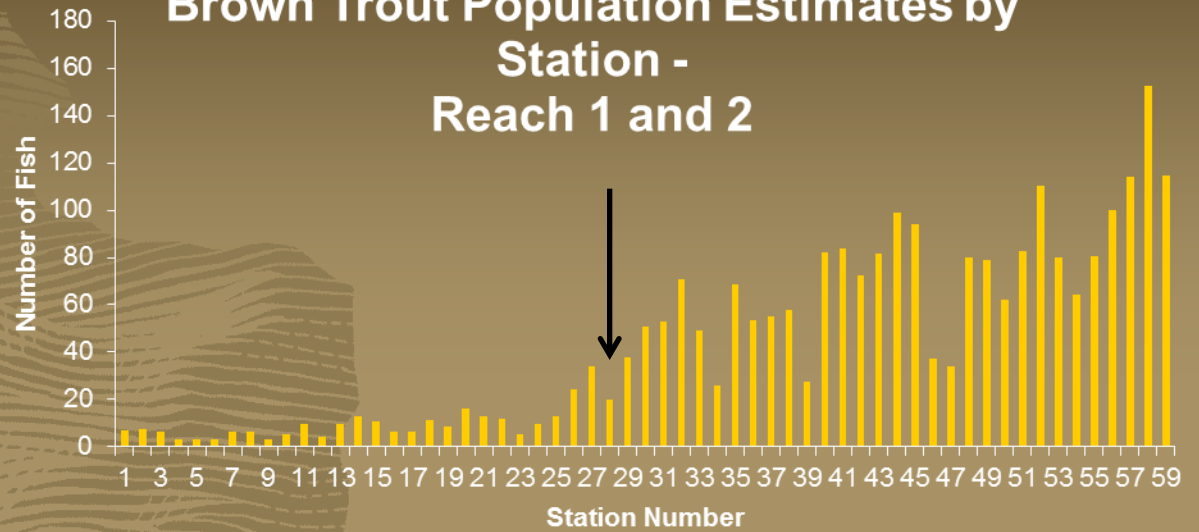 Brown Trout Population Estimates by
Station -
Reach 1 and 2
180
160
140
120
100
80
60
40
20
0
Number of Fish
1 3 5 7 9 11 13 15 17 19 21 23 25 27 29 31 33 35 37 39 41 43 45 47 49 51 53 55 57 59
Station Number